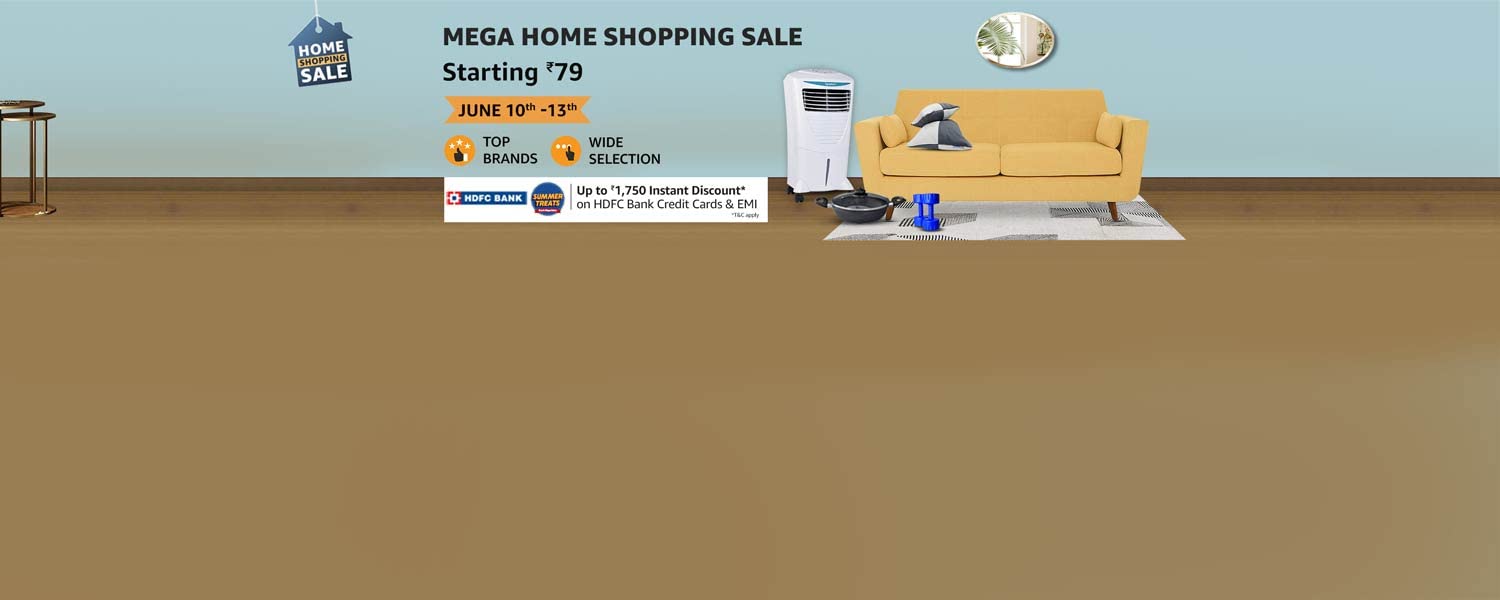 HOME
SHOPPING
SALE
MEGA HOME SHOPPING SALE
Starting ₹79
JUNE 10th -13th
TOP
BRANDS
WIDE
SELECTION
HDFC BANK
SUMMER
TREATS
Up to ₹1,750 Instant Discount*
on HDFC Bank Credit Cards & EMI
*T&C apply